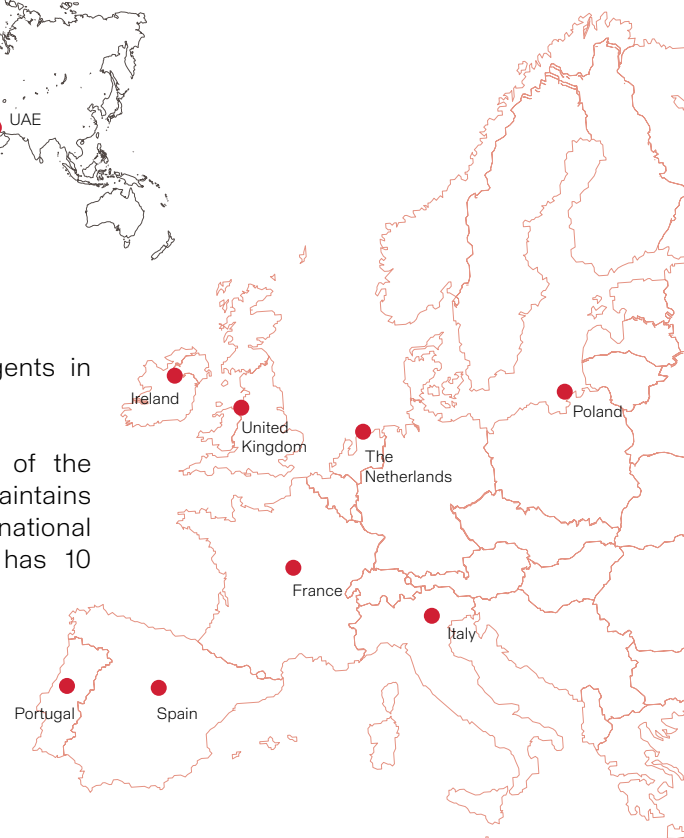 UAE
gents in
of the
aintains
national
has 10
Ireland
United
Kingdom
The
Netherlands
Poland
France
Italy
Portugal
Spain